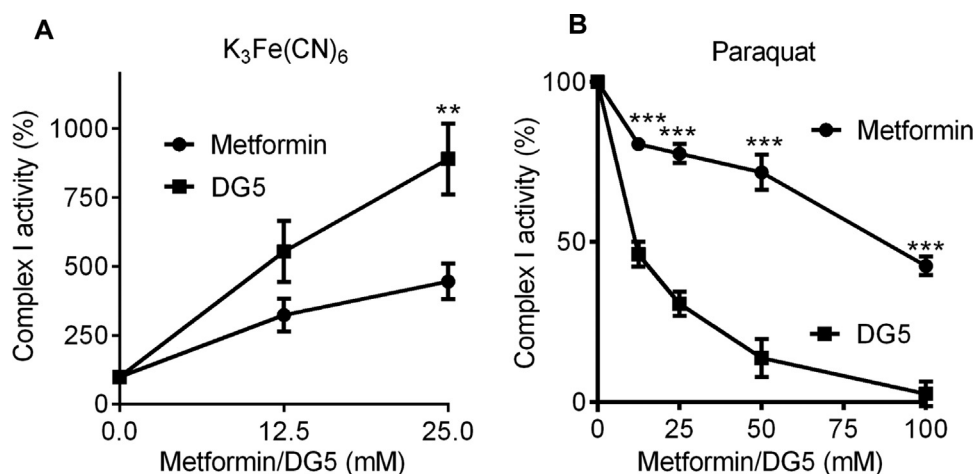 A
K₃Fe(CN)₆
Complex I activity (%)
1000
750
500
250
100
0
**
Metformin
DG5
0.0
12.5
25.0
Metformin/DG5 (mM)
B
Paraquat
Complex I activity (%)
100
50
0
***
***
***
***
Metformin
DG5
0
25
50
75
100
Metformin/DG5 (mM)